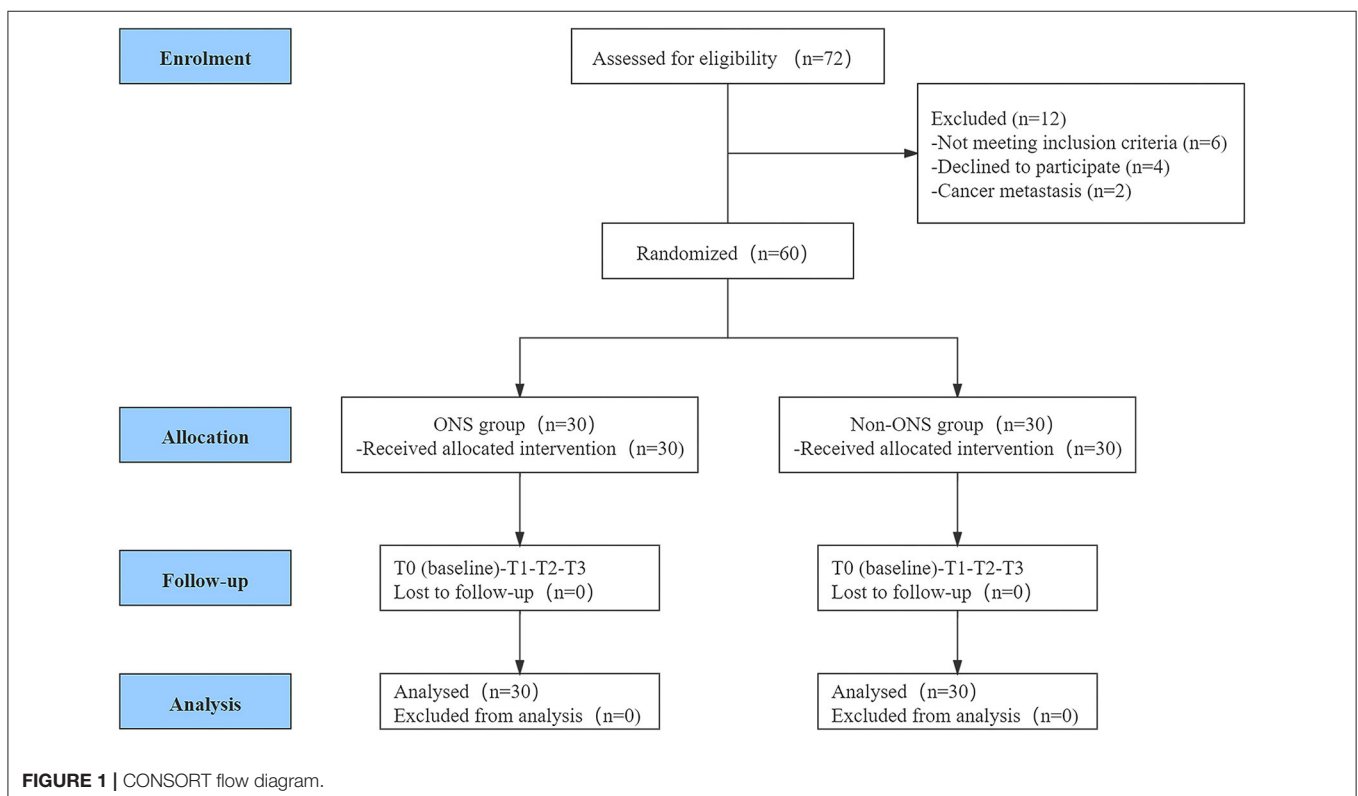 Enrolment
Assessed for eligibility (n=72)
Excluded (n=12)
-Not meeting inclusion criteria (n=6)
-Declined to participate (n=4)
-Cancer metastasis (n=2)
Randomized (n=60)
Allocation
ONS group (n=30)
-Received allocated intervention (n=30)
Non-ONS group (n=30)
-Received allocated intervention (n=30)
Follow-up
T0 (baseline)-T1-T2-T3
Lost to follow-up (n=0)
T0 (baseline)-T1-T2-T3
Lost to follow-up (n=0)
Analysis
Analysed (n=30)
Excluded from analysis (n=0)
Analysed (n=30)
Excluded from analysis (n=0)
FIGURE 1 | CONSORT flow diagram.